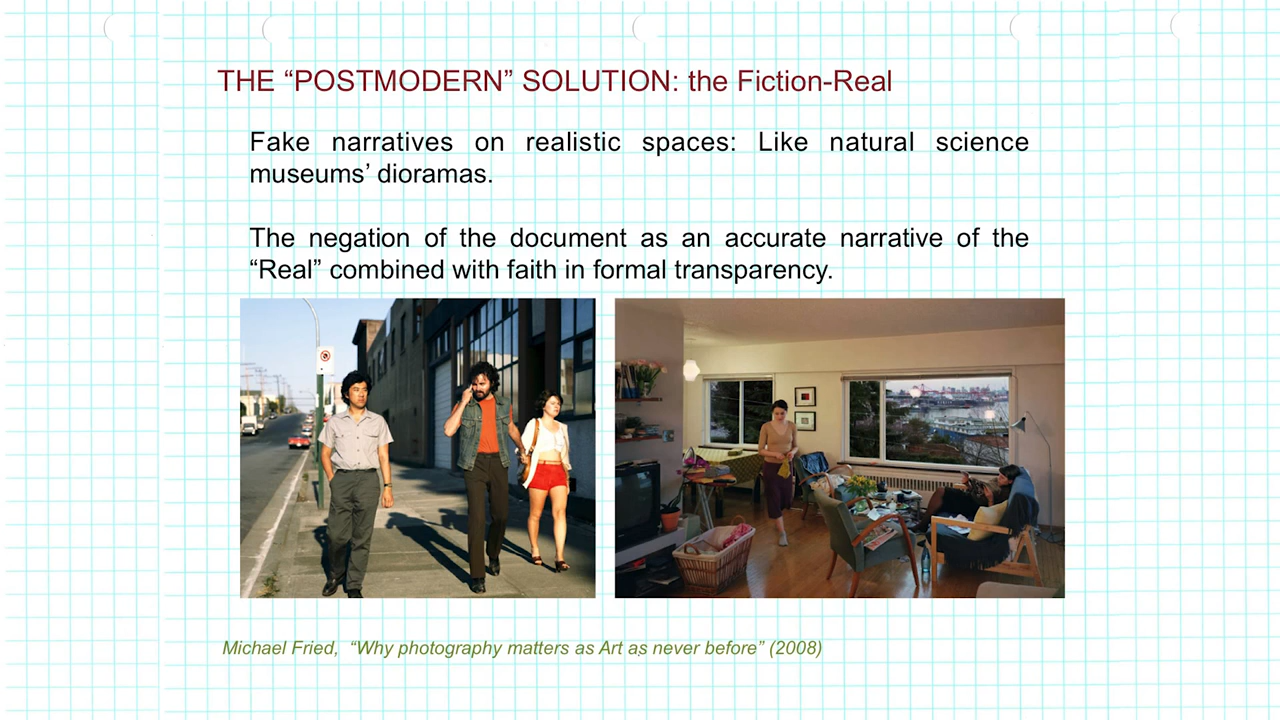 THE “POSTMODERN” SOLUTION: the Fiction-Real
Fake narratives on realistic spaces: Like natural science
museums’ dioramas.
The negation of the document as an accurate narrative of the
“Real” combined with faith in formal transparency.
Michael Fried, “Why photography matters as Art as never before” (2008)